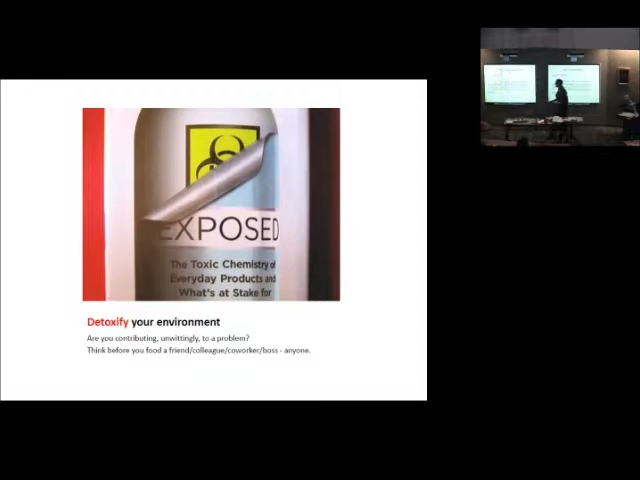 EXPOSED
The Toxic Chemistry of
Everyday Products and
What's at Stake for
Detoxify your environment
Are you contributing, unwittingly, to a problem?
Think before you food a friend/colleague/coworker/boss - anyone.